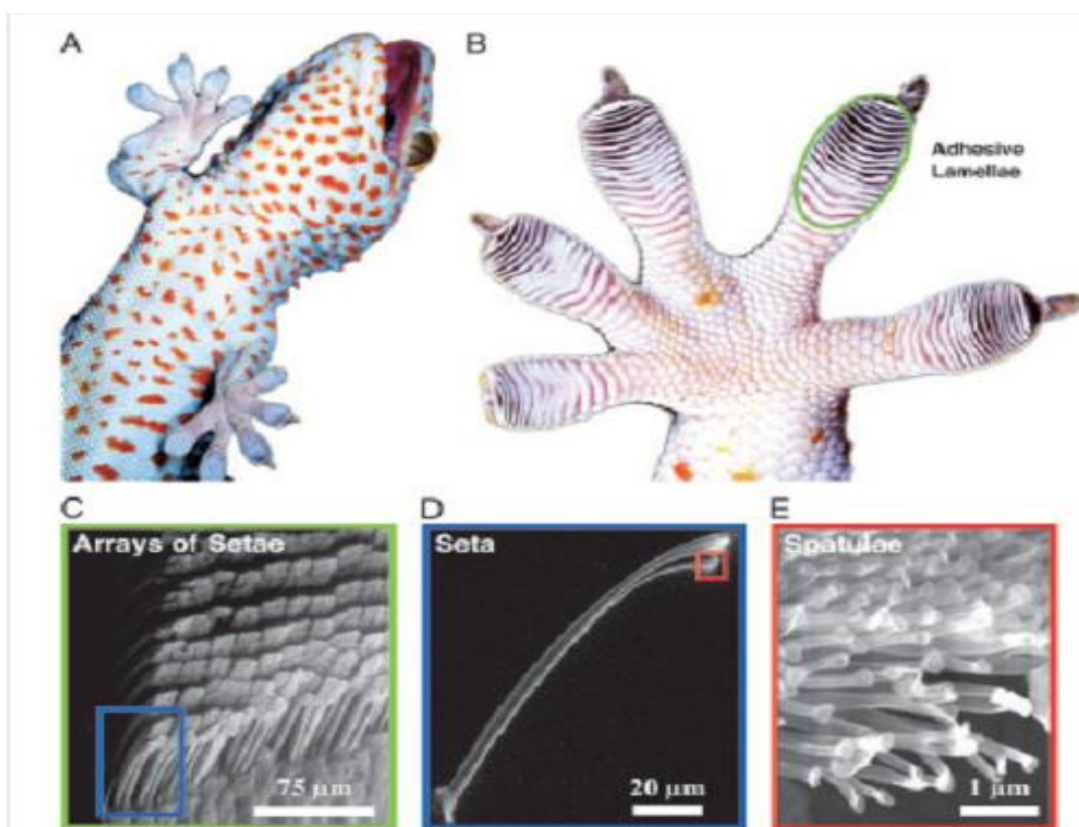 A
B
Adhesive
Lamellae
C
D
E
Arrays of Setae
Seta
Spatulae
75 μm
20 μm
1 μm